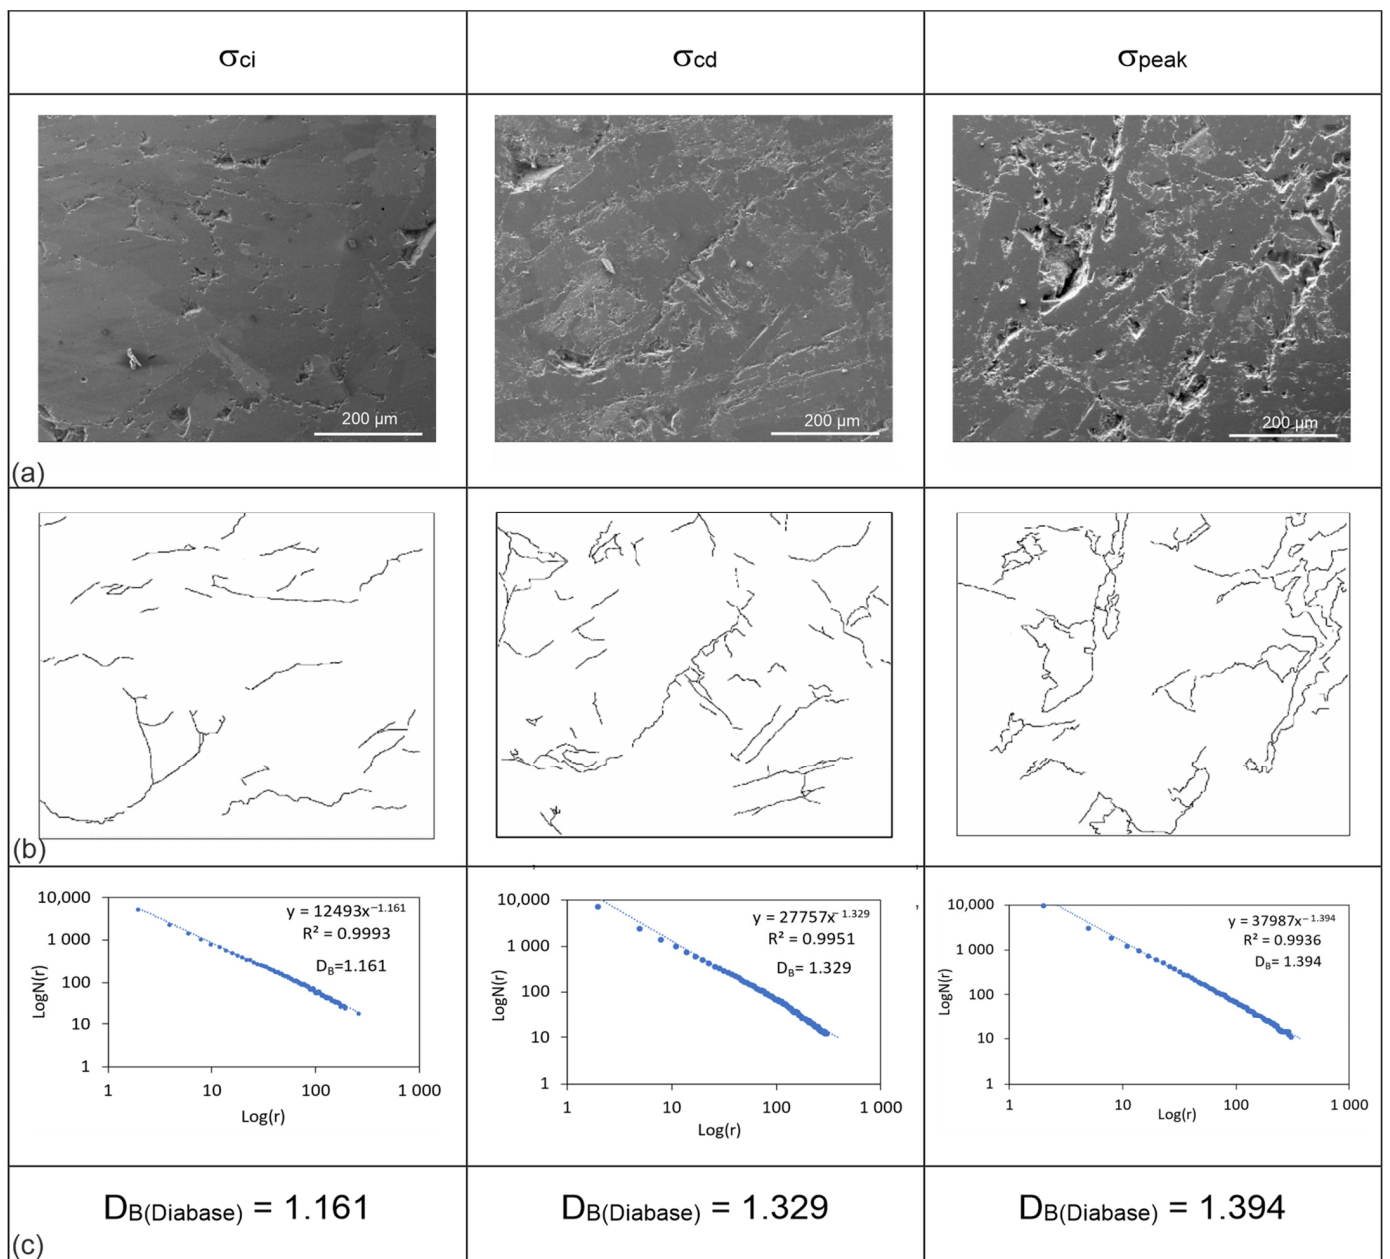 σci
σcd
σpeak
200 µm
200 µm
200 µm
(a)
(b)
10,000
1 000
100
10
1
1
10
100
1 000
LogN(r)
Log(r)
y = 12493x⁻¹·¹⁶¹
R² = 0.9993
D_B=1.161
10,000
1 000
100
10
1
1
10
100
1 000
LogN(r)
Log(r)
y = 27757x⁻¹·³²⁹
R² = 0.9951
D_B= 1.329
10,000
1 000
100
10
1
1
10
100
1 000
LogN(r)
Log(r)
y = 37987x⁻¹·³⁹⁴
R² = 0.9936
D_B= 1.394
D_B(Diabase) = 1.161
D_B(Diabase) = 1.329
D_B(Diabase) = 1.394
(c)